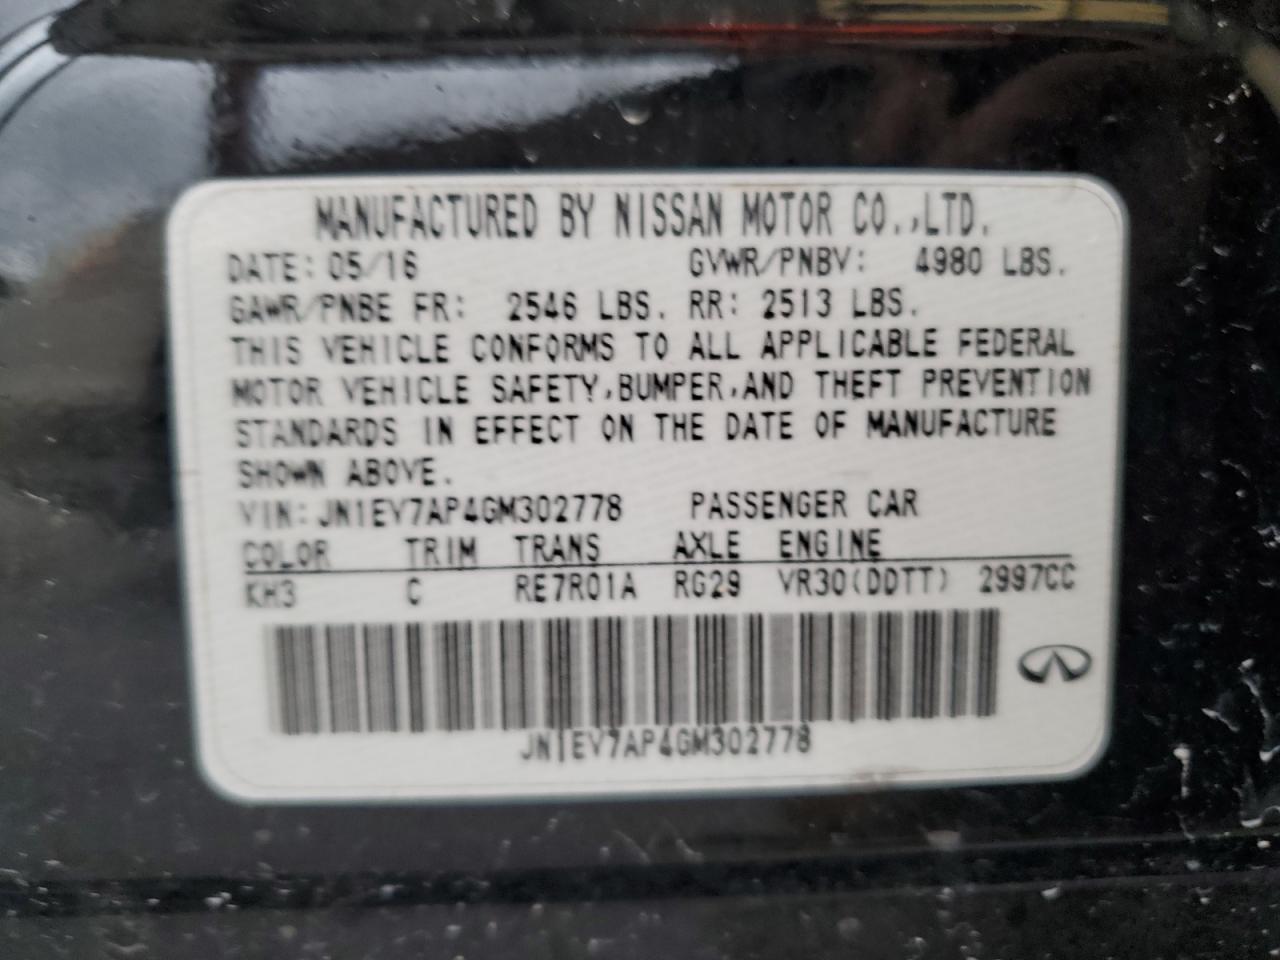 MANUFACTURED BY NISSAN MOTOR CO.,LTD.
DATE: 05/16 GVWR/PNBV: 4980 LBS.
GAWR/PNBE FR: 2546 LBS. RR: 2513 LBS.
THIS VEHICLE CONFORMS TO ALL APPLICABLE FEDERAL
MOTOR VEHICLE SAFETY,BUMPER,AND THEFT PREVENTION
STANDARDS IN EFFECT ON THE DATE OF MANUFACTURE
SHOWN ABOVE.
VIN: JN1EV7AP4GM302778 PASSENGER CAR
COLOR TRIM TRANS AXLE ENGINE
KH3 C RE7R01A RG29 VR30(DDTT) 2997CC
JN1EV7AP4GM302778